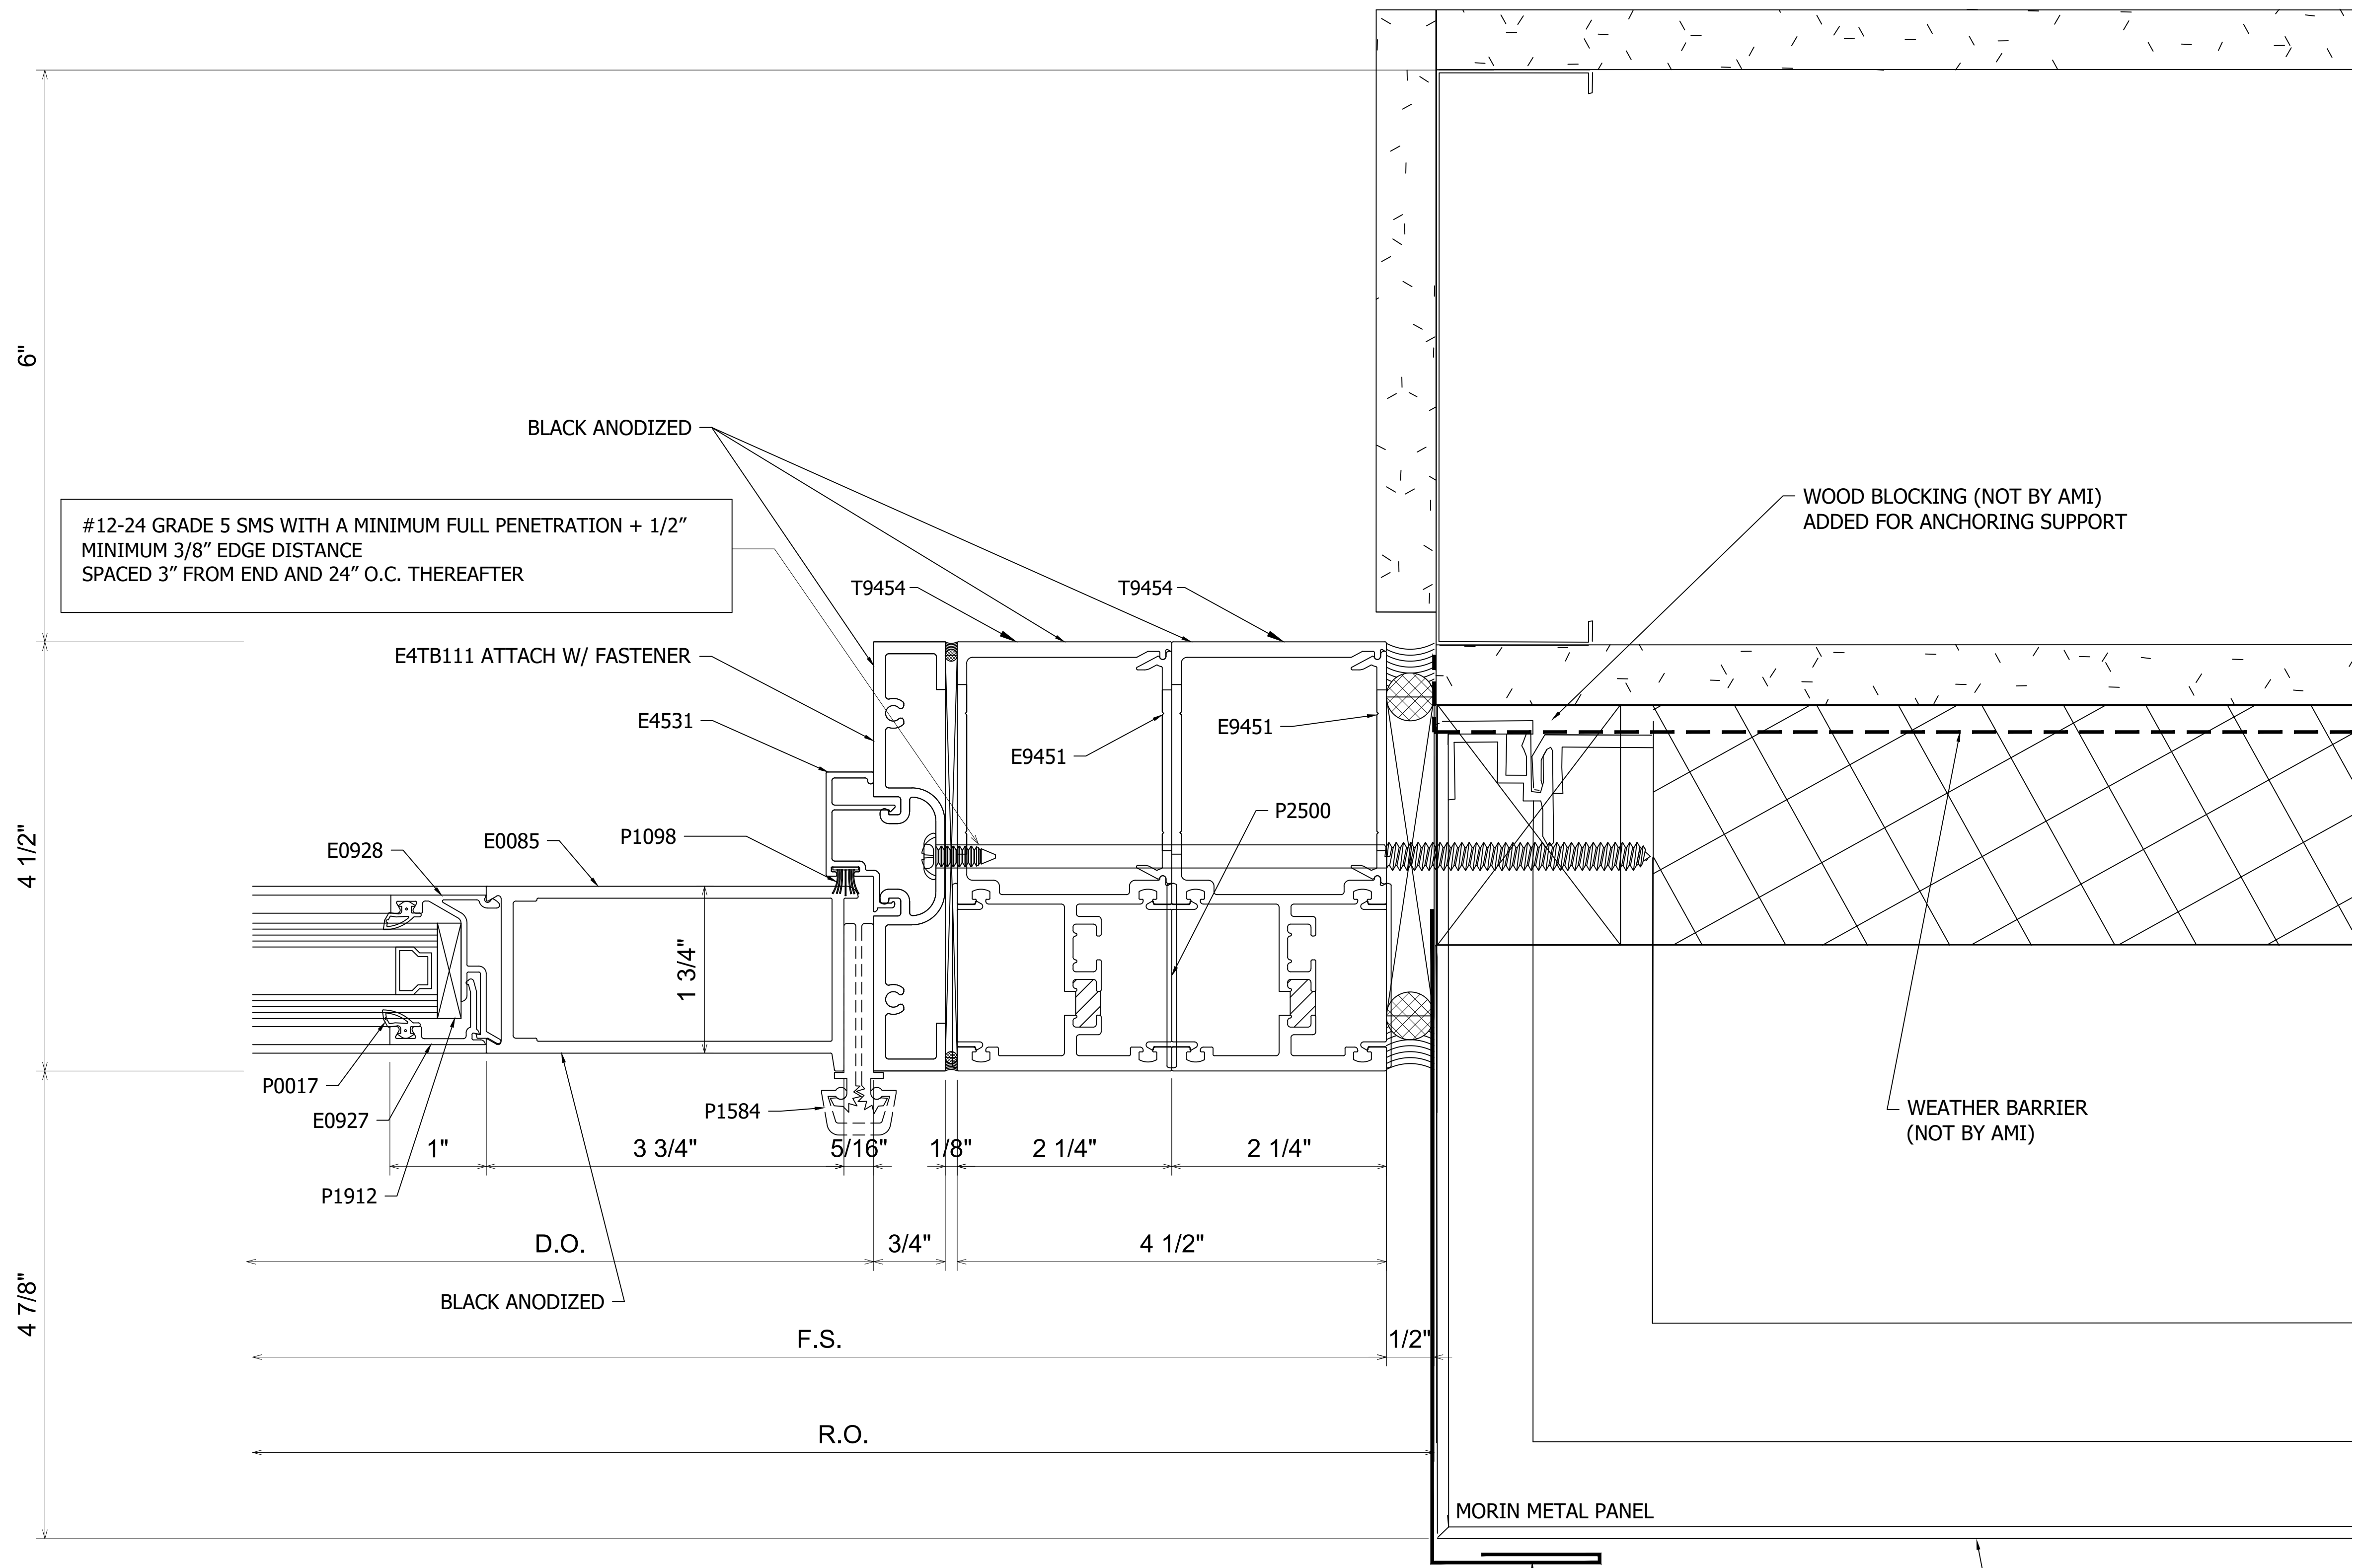 6"
BLACK ANODIZED
#12-24 GRADE 5 SMS WITH A MINIMUM FULL PENETRATION + 1/2″
MINIMUM 3/8″ EDGE DISTANCE
SPACED 3″ FROM END AND 24″ O.C. THEREAFTER
WOOD BLOCKING (NOT BY AMI)
ADDED FOR ANCHORING SUPPORT
T9454
T9454
E4TB111 ATTACH W/ FASTENER
E4531
E9451
E9451
P2500
4 1/2"
E0928
E0085
P1098
1 3/4"
P0017
E0927
P1584
P1912
WEATHER BARRIER
(NOT BY AMI)
1"
3 3/4"
5/16"
1/8"
2 1/4"
2 1/4"
D.O.
3/4"
4 1/2"
4 7/8"
BLACK ANODIZED
F.S.
1/2"
R.O.
MORIN METAL PANEL